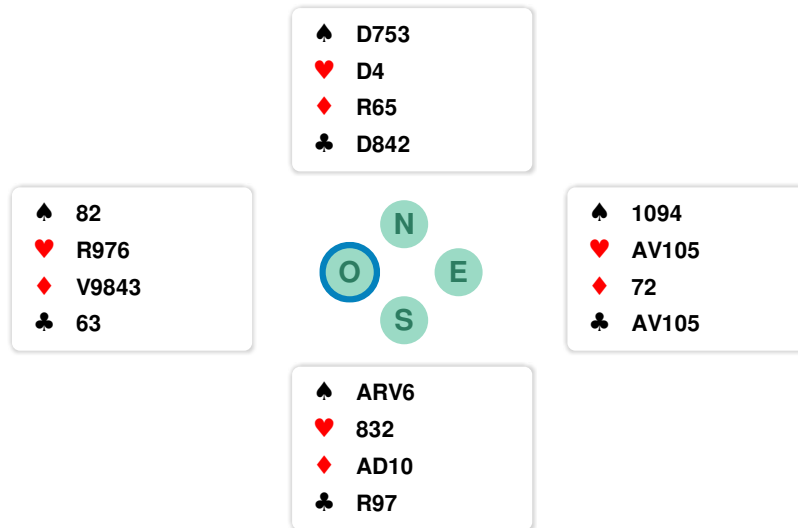 ♠ D753
♥ D4
♦ R65
♣ D842
♠ 82
♥ R976
♦ V9843
♣ 63
N
O E
S
♠ 1094
♥ AV105
♦ 72
♣ AV105
♠ ARV6
♥ 832
♦ AD10
♣ R97